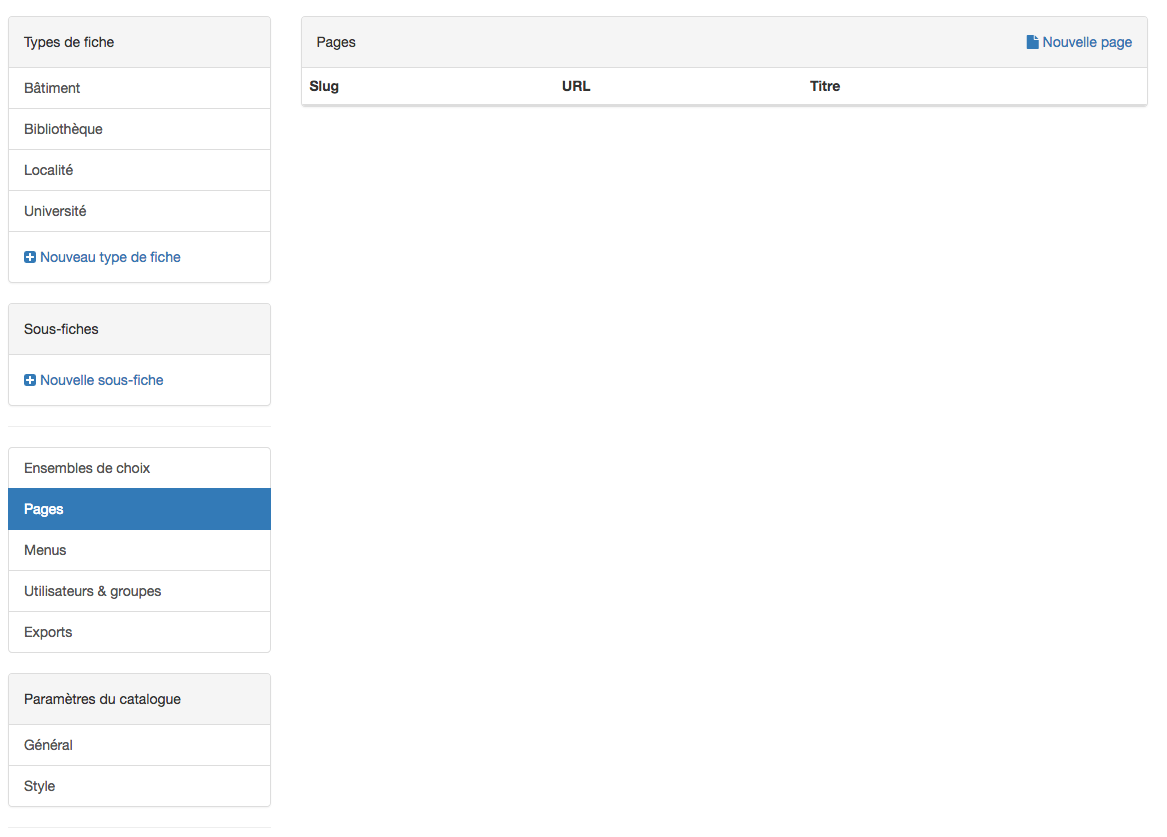 Types de fiche
Bâtiment
Bibliothèque
Localité
Université
Nouveau type de fiche
Sous-fiches
Nouvelle sous-fiche
Ensembles de choix
Pages
Menus
Utilisateurs & groupes
Exports
Paramètres du catalogue
Général
Style
Pages Nouvelle page
Slug URL Titre